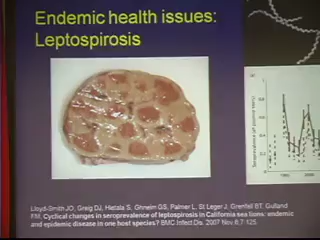 Endemic health issues:
Leptospirosis
Lloyd-Smith JO, Greig DJ, Hietala S, Ghneim GS, Palmer L, St Leger J, Grenfell BT, Gulland
FM. Cyclical changes in seroprevalence of leptospirosis in California sea lions: endemic
and epidemic disease in one host species? BMC Infect Dis. 2007 Nov 6;7:125.